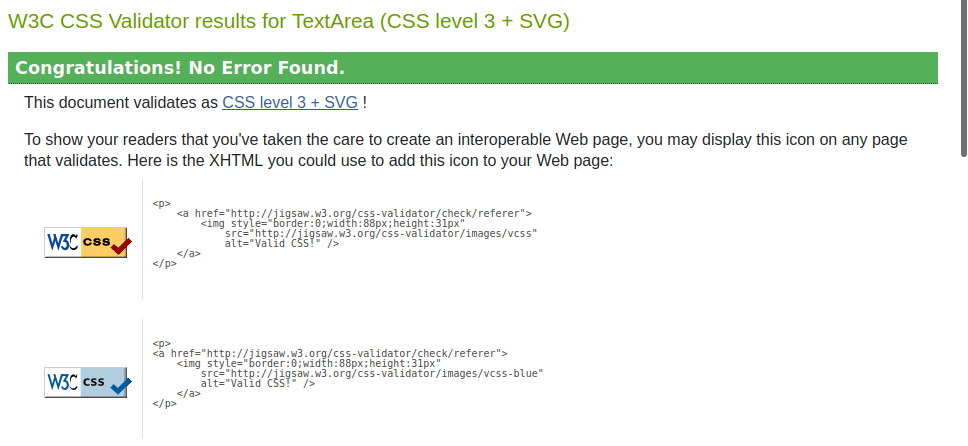 W3C CSS Validator results for TextArea (CSS level 3 + SVG)
Congratulations! No Error Found.
This document validates as CSS level 3 + SVG !
To show your readers that you've taken the care to create an interoperable Web page, you may display this icon on any page
that validates. Here is the XHTML you could use to add this icon to your Web page:
W3C css
<p>
    <a href="http://jigsaw.w3.org/css-validator/check/referer">
        <img style="border:0;width:88px;height:31px"
            src="http://jigsaw.w3.org/css-validator/images/vcss"
            alt="Valid CSS!" />
    </a>
</p>
W3C css
<p>
<a href="http://jigsaw.w3.org/css-validator/check/referer">
    <img style="border:0;width:88px;height:31px"
        src="http://jigsaw.w3.org/css-validator/images/vcss-blue"
        alt="Valid CSS!" />
    </a>
</p>